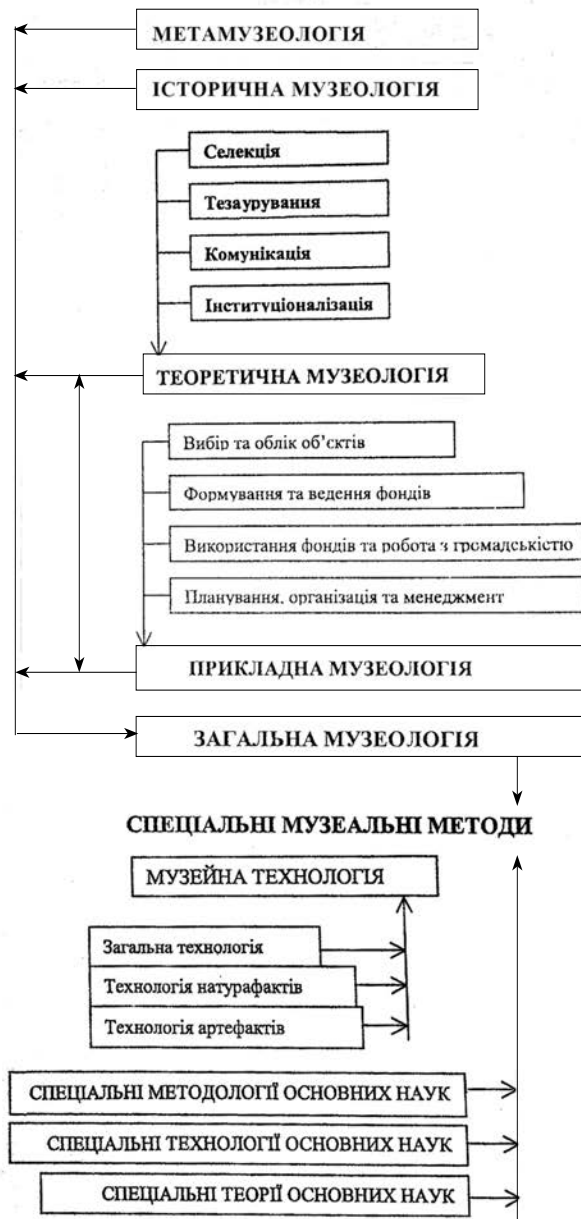 МЕТАМУЗЕОЛОГІЯ
ІСТОРИЧНА МУЗЕОЛОГІЯ
Селекція
Тезаурування
Комунікація
Інституціоналізація
ТЕОРЕТИЧНА МУЗЕОЛОГІЯ
Вибір та облік об’єктів
Формування та ведення фондів
Використання фондів та робота з громадськістю
Планування, організація та менеджмент
ПРИКЛАДНА МУЗЕОЛОГІЯ
ЗАГАЛЬНА МУЗЕОЛОГІЯ
СПЕЦІАЛЬНІ МУЗЕАЛЬНІ МЕТОДИ
МУЗЕЙНА ТЕХНОЛОГІЯ
Загальна технологія
Технологія натурафактів
Технологія артефактів
СПЕЦІАЛЬНІ МЕТОДОЛОГІЇ ОСНОВНИХ НАУК
СПЕЦІАЛЬНІ ТЕХНОЛОГІЇ ОСНОВНИХ НАУК
СПЕЦІАЛЬНІ ТЕОРІЇ ОСНОВНИХ НАУК